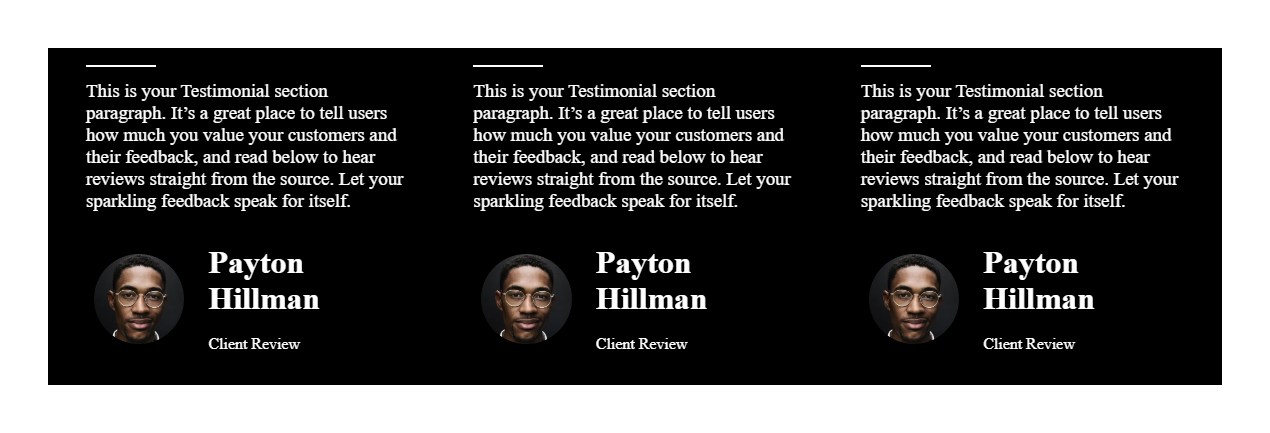 This is your Testimonial section
paragraph. It’s a great place to tell users
how much you value your customers and
their feedback, and read below to hear
reviews straight from the source. Let your
sparkling feedback speak for itself.
Payton
Hillman
Client Review
This is your Testimonial section
paragraph. It’s a great place to tell users
how much you value your customers and
their feedback, and read below to hear
reviews straight from the source. Let your
sparkling feedback speak for itself.
Payton
Hillman
Client Review
This is your Testimonial section
paragraph. It’s a great place to tell users
how much you value your customers and
their feedback, and read below to hear
reviews straight from the source. Let your
sparkling feedback speak for itself.
Payton
Hillman
Client Review